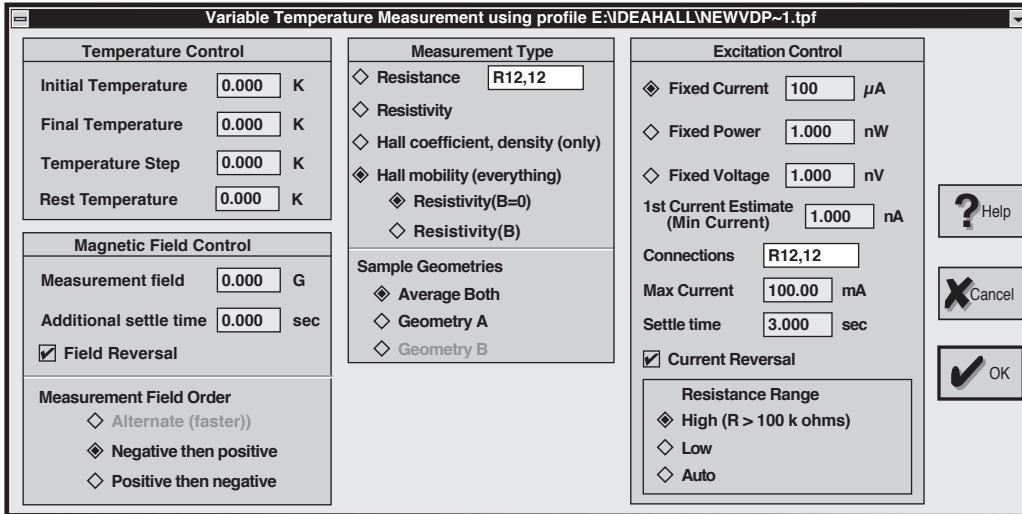 Variable Temperature Measurement using profile E:\IDEAHALL\NEWVDP~1.tpf
Temperature Control
Initial Temperature 0.000 K
Final Temperature 0.000 K
Temperature Step 0.000 K
Rest Temperature 0.000 K
Magnetic Field Control
Measurement field 0.000 G
Additional settle time 0.000 sec
Field Reversal
Measurement Field Order
Alternate (faster))
Negative then positive
Positive then negative
Measurement Type
Resistance R12,12
Resistivity
Hall coefficient, density (only)
Hall mobility (everything)
Resistivity(B=0)
Resistivity(B)
Sample Geometries
Average Both
Geometry A
Geometry B
Excitation Control
Fixed Current 100 µA
Fixed Power 1.000 nW
Fixed Voltage 1.000 nV
1st Current Estimate
(Min Current) 1.000 nA
Connections R12,12
Max Current 100.00 mA
Settle time 3.000 sec
Current Reversal
Resistance Range
High (R > 100 k ohms)
Low
Auto
? Help
Cancel
OK